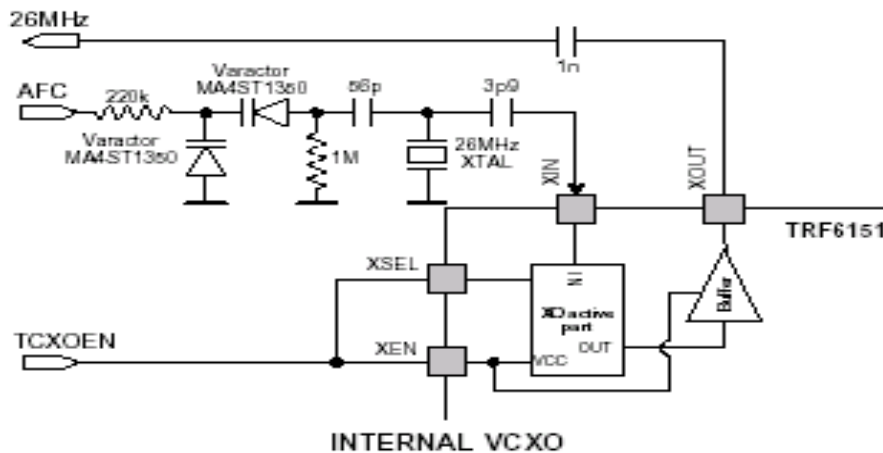 26MHz
1n
AFC
220k
Varactor
MA4ST1350
56p
3p9
Varactor
MA4ST1350
1M
26MHz
XTAL
XIN
XOUT
TRF6151
XSEL
IN
XO active
part
Buffer
TCXOEN
XEN
VCC
OUT
INTERNAL VCXO